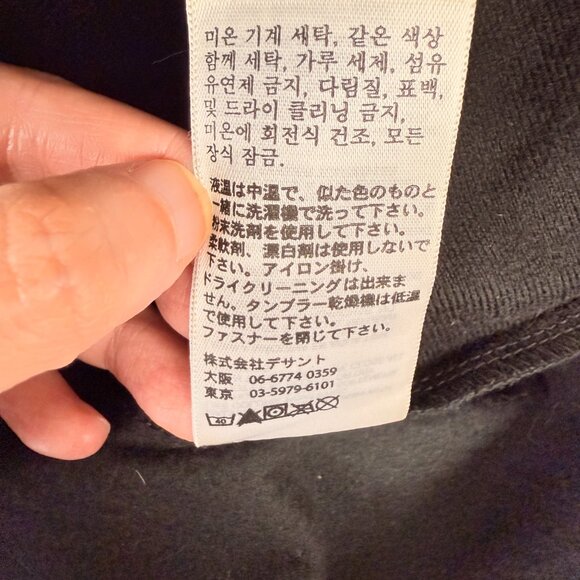 미온 기계 세탁, 같은 색상
함께 세탁, 가루 세제, 섬유
유연제 금지, 다림질, 표백,
및 드라이 클리닝 금지,
미온에 회전식 건조, 모든
장식 잠금.
液温は中温で、似た色のものと
一緒に洗濯機で洗って下さい。
粉末洗剤を使用して下さい。
柔軟剤、漂白剤は使用しないで
下さい。アイロン掛け、
ドライクリーニングは出来ま
せん。タンブラー乾燥機は低温
で使用して下さい。
ファスナーを閉じて下さい。
株式会社デサント
大阪 06-6774 0359
東京 03-5979-6101
40